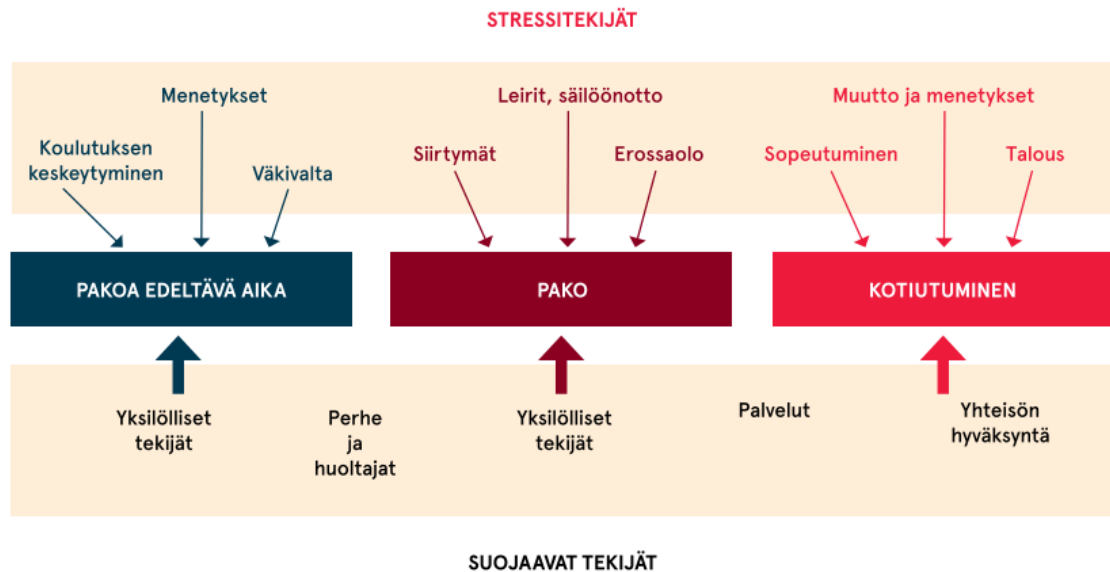 STRESSITEKIJÄT
Menetykset
Koulutuksen
keskeytyminen
Väkivalta
Leirit, säilöönotto
Siirtymät
Erossaolo
Muutto ja menetykset
Sopeutuminen
Talous
PAKOA EDELTÄVÄ AIKA
PAKO
KOTIUTUMINEN
Yksilölliset
tekijät
Perhe
ja
huoltajat
Yksilölliset
tekijät
Palvelut
Yhteisön
hyväksyntä
SUOJAAVAT TEKIJÄT